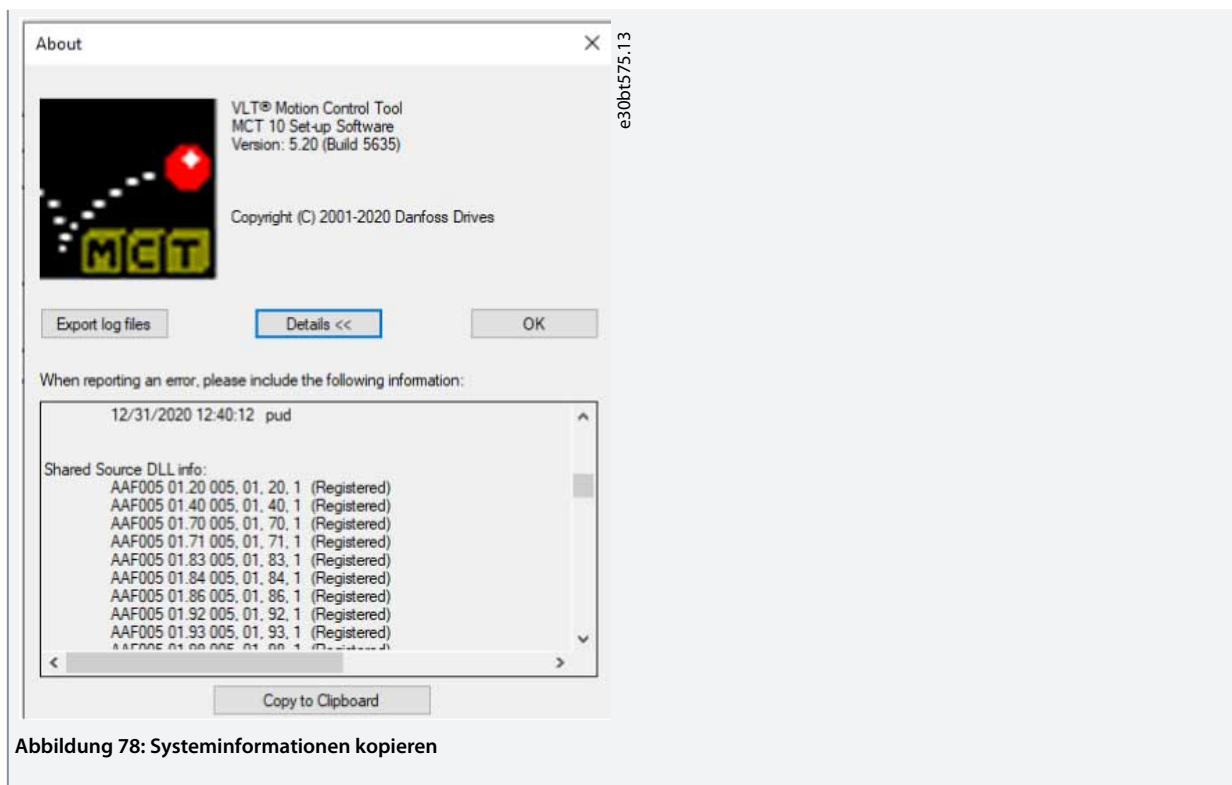 About
e30bt575.13
VLT® Motion Control Tool
MCT 10 Set-up Software
Version: 5.20 (Build 5635)
Copyright (C) 2001-2020 Danfoss Drives
MCT
Export log files
Details <<
OK
When reporting an error, please include the following information:
12/31/2020 12:40:12 pud
Shared Source DLL info:
AAF005 01.20 005, 01, 20, 1 (Registered)
AAF005 01.40 005, 01, 40, 1 (Registered)
AAF005 01.70 005, 01, 70, 1 (Registered)
AAF005 01.71 005, 01, 71, 1 (Registered)
AAF005 01.83 005, 01, 83, 1 (Registered)
AAF005 01.84 005, 01, 84, 1 (Registered)
AAF005 01.86 005, 01, 86, 1 (Registered)
AAF005 01.92 005, 01, 92, 1 (Registered)
AAF005 01.93 005, 01, 93, 1 (Registered)
Copy to Clipboard
Abbildung 78: Systeminformationen kopieren